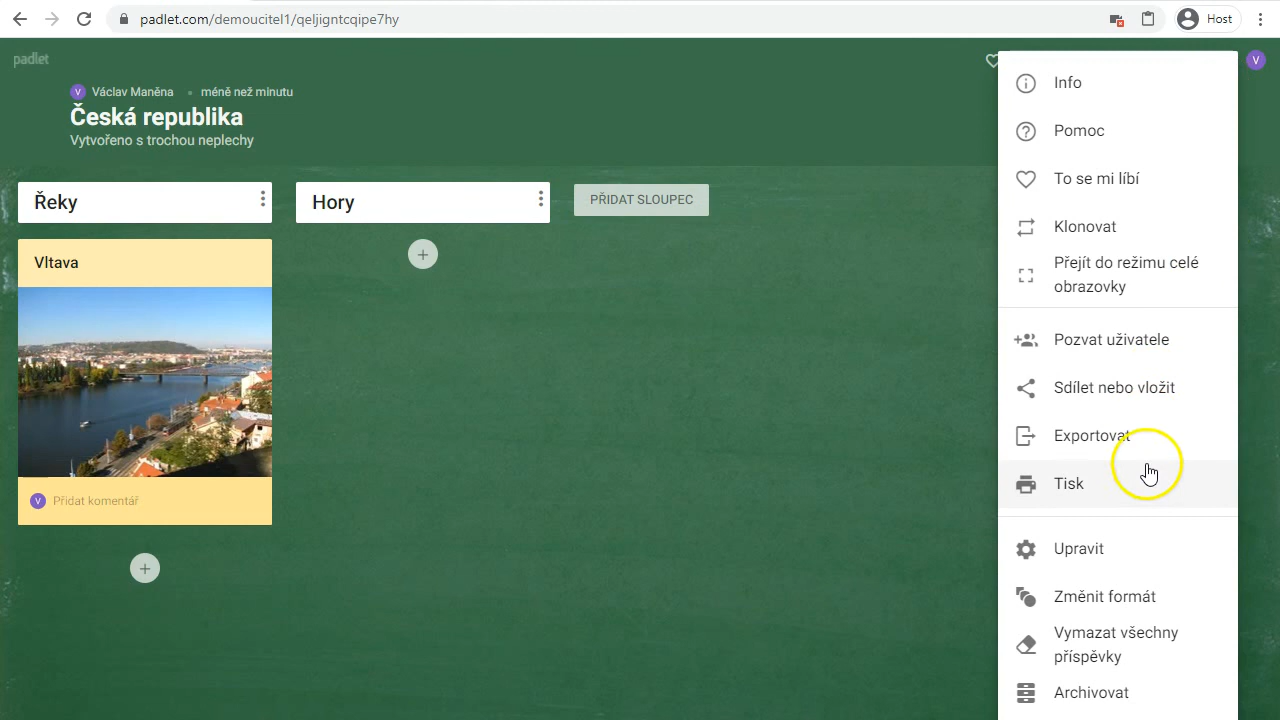 padlet.com/demoucitel1/qeljigntcqipe7hy
Host
padlet
V
V Václav Maněna • méně než minutu
Česká republika
Vytvořeno s trochou neplechy
Řeky
Hory
PŘIDAT SLOUPEC
Vltava
V Přidat komentář
Info
Pomoc
To se mi líbí
Klonovat
Přejít do režimu celé
obrazovky
Pozvat uživatele
Sdílet nebo vložit
Exportovat
Tisk
Upravit
Změnit formát
Vymazat všechny
příspěvky
Archivovat